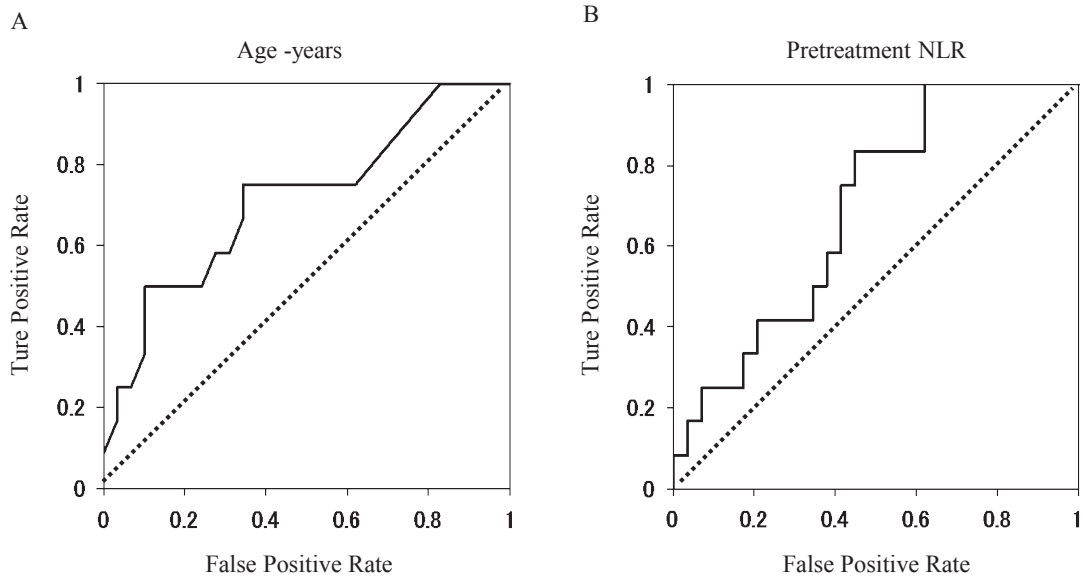 A
Age -years
1
0.8
0.6
0.4
0.2
0
Ture Positive Rate
0 0.2 0.4 0.6 0.8 1
False Positive Rate
B
Pretreatment NLR
1
0.8
0.6
0.4
0.2
0
Ture Positive Rate
0 0.2 0.4 0.6 0.8 1
False Positive Rate